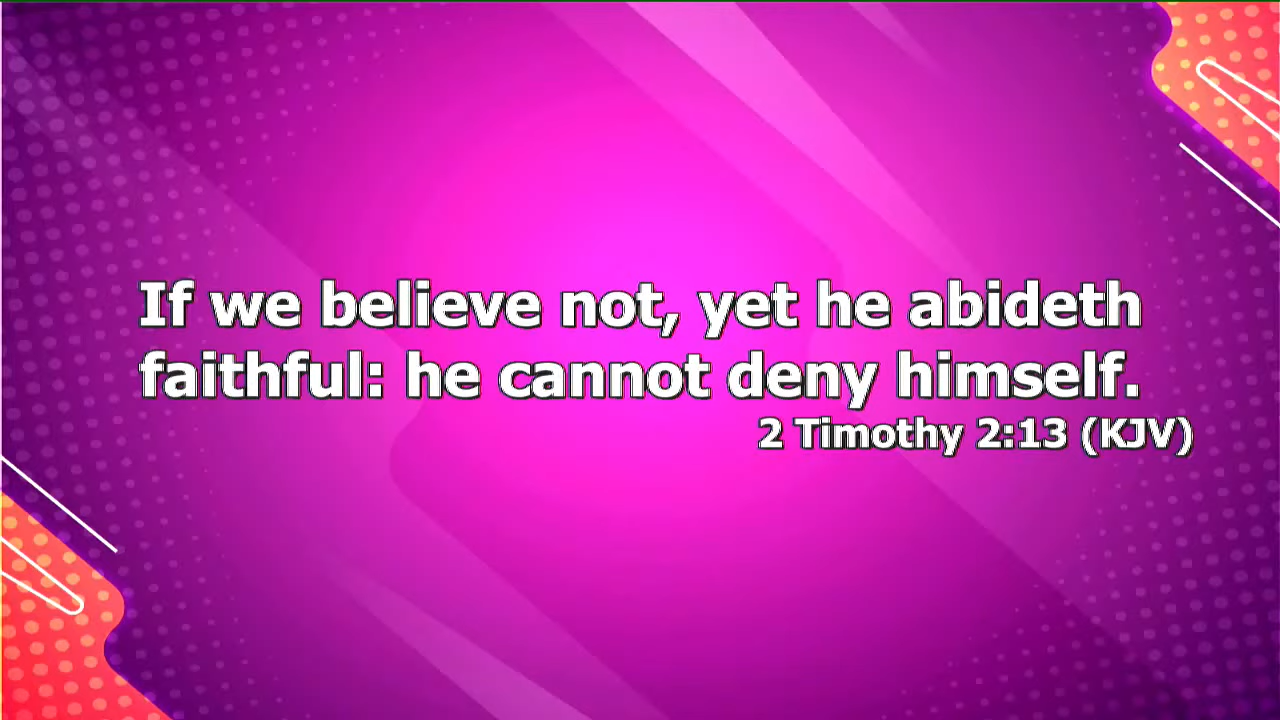 If we believe not, yet he abideth
faithful: he cannot deny himself.
2 Timothy 2:13 (KJV)